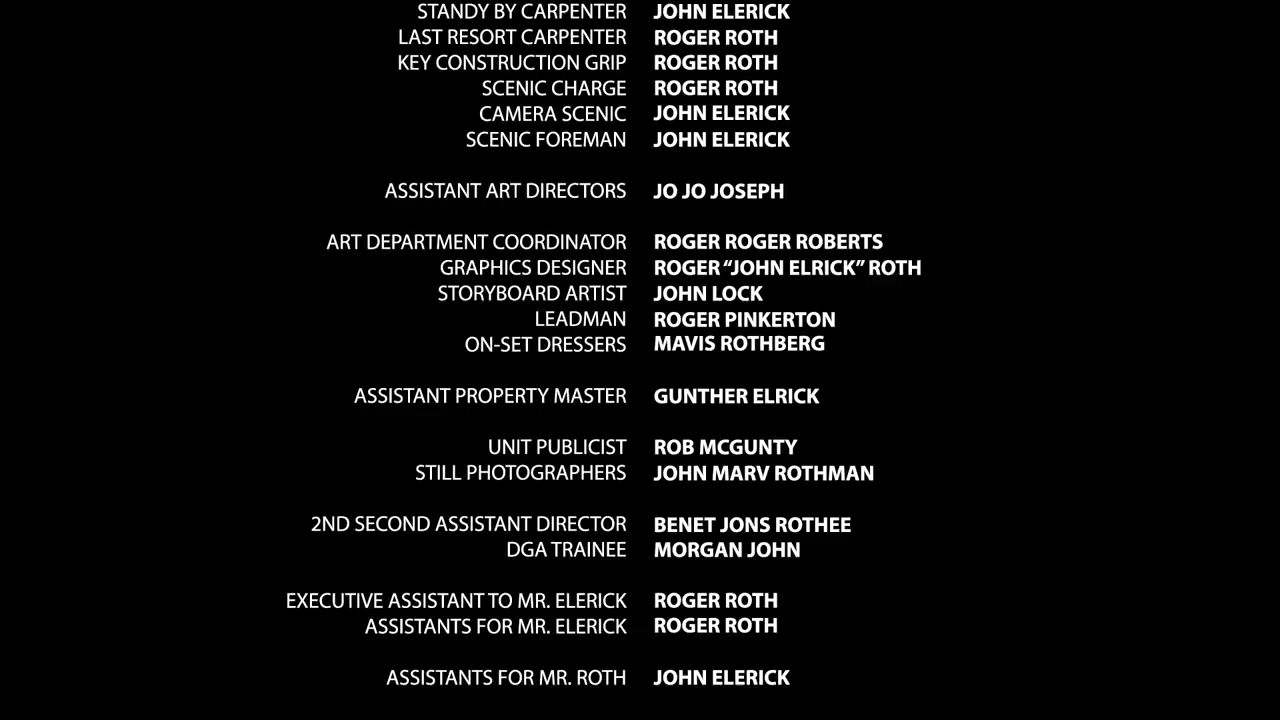 STANDY BY CARPENTER JOHN ELERICK
LAST RESORT CARPENTER ROGER ROTH
KEY CONSTRUCTION GRIP ROGER ROTH
SCENIC CHARGE ROGER ROTH
CAMERA SCENIC JOHN ELERICK
SCENIC FOREMAN JOHN ELERICK
ASSISTANT ART DIRECTORS JO JO JOSEPH
ART DEPARTMENT COORDINATOR ROGER ROGER ROBERTS
GRAPHICS DESIGNER ROGER “JOHN ELRICK” ROTH
STORYBOARD ARTIST JOHN LOCK
LEADMAN ROGER PINKERTON
ON-SET DRESSERS MAVIS ROTHBERG
ASSISTANT PROPERTY MASTER GUNTHER ELRICK
UNIT PUBLICIST ROB MCGUNTY
STILL PHOTOGRAPHERS JOHN MARV ROTHMAN
2ND SECOND ASSISTANT DIRECTOR BENET JONS ROTHEE
DGA TRAINEE MORGAN JOHN
EXECUTIVE ASSISTANT TO MR. ELERICK ROGER ROTH
ASSISTANTS FOR MR. ELERICK ROGER ROTH
ASSISTANTS FOR MR. ROTH JOHN ELERICK